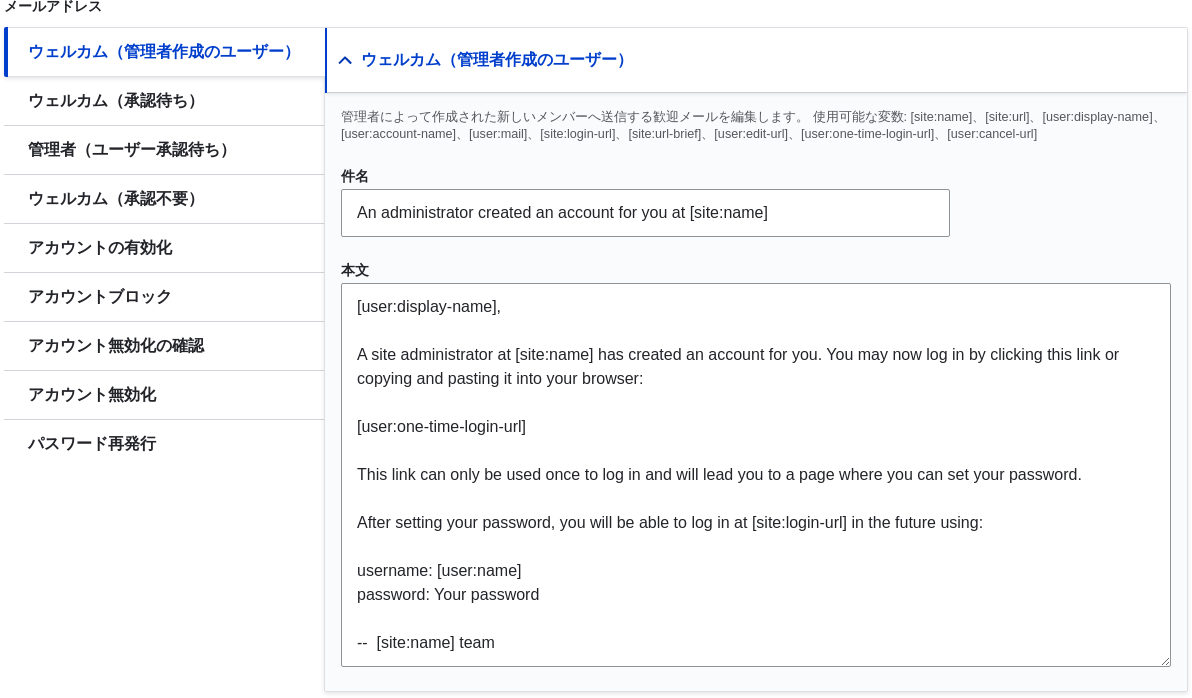 メールアドレス
ウェルカム（管理者作成のユーザー）
ウェルカム（承認待ち）
管理者（ユーザー承認待ち）
ウェルカム（承認不要）
アカウントの有効化
アカウントブロック
アカウント無効化の確認
アカウント無効化
パスワード再発行
ウェルカム（管理者作成のユーザー）
管理者によって作成された新しいメンバーへ送信する歓迎メールを編集します。 使用可能な変数: [site:name]、[site:url]、[user:display-name]、
[user:account-name]、[user:mail]、[site:login-url]、[site:url-brief]、[user:edit-url]、[user:one-time-login-url]、[user:cancel-url]
件名
An administrator created an account for you at [site:name]
本文
[user:display-name],
A site administrator at [site:name] has created an account for you. You may now log in by clicking this link or
copying and pasting it into your browser:
[user:one-time-login-url]
This link can only be used once to log in and will lead you to a page where you can set your password.
After setting your password, you will be able to log in at [site:login-url] in the future using:
username: [user:name]
password: Your password
--  [site:name] team